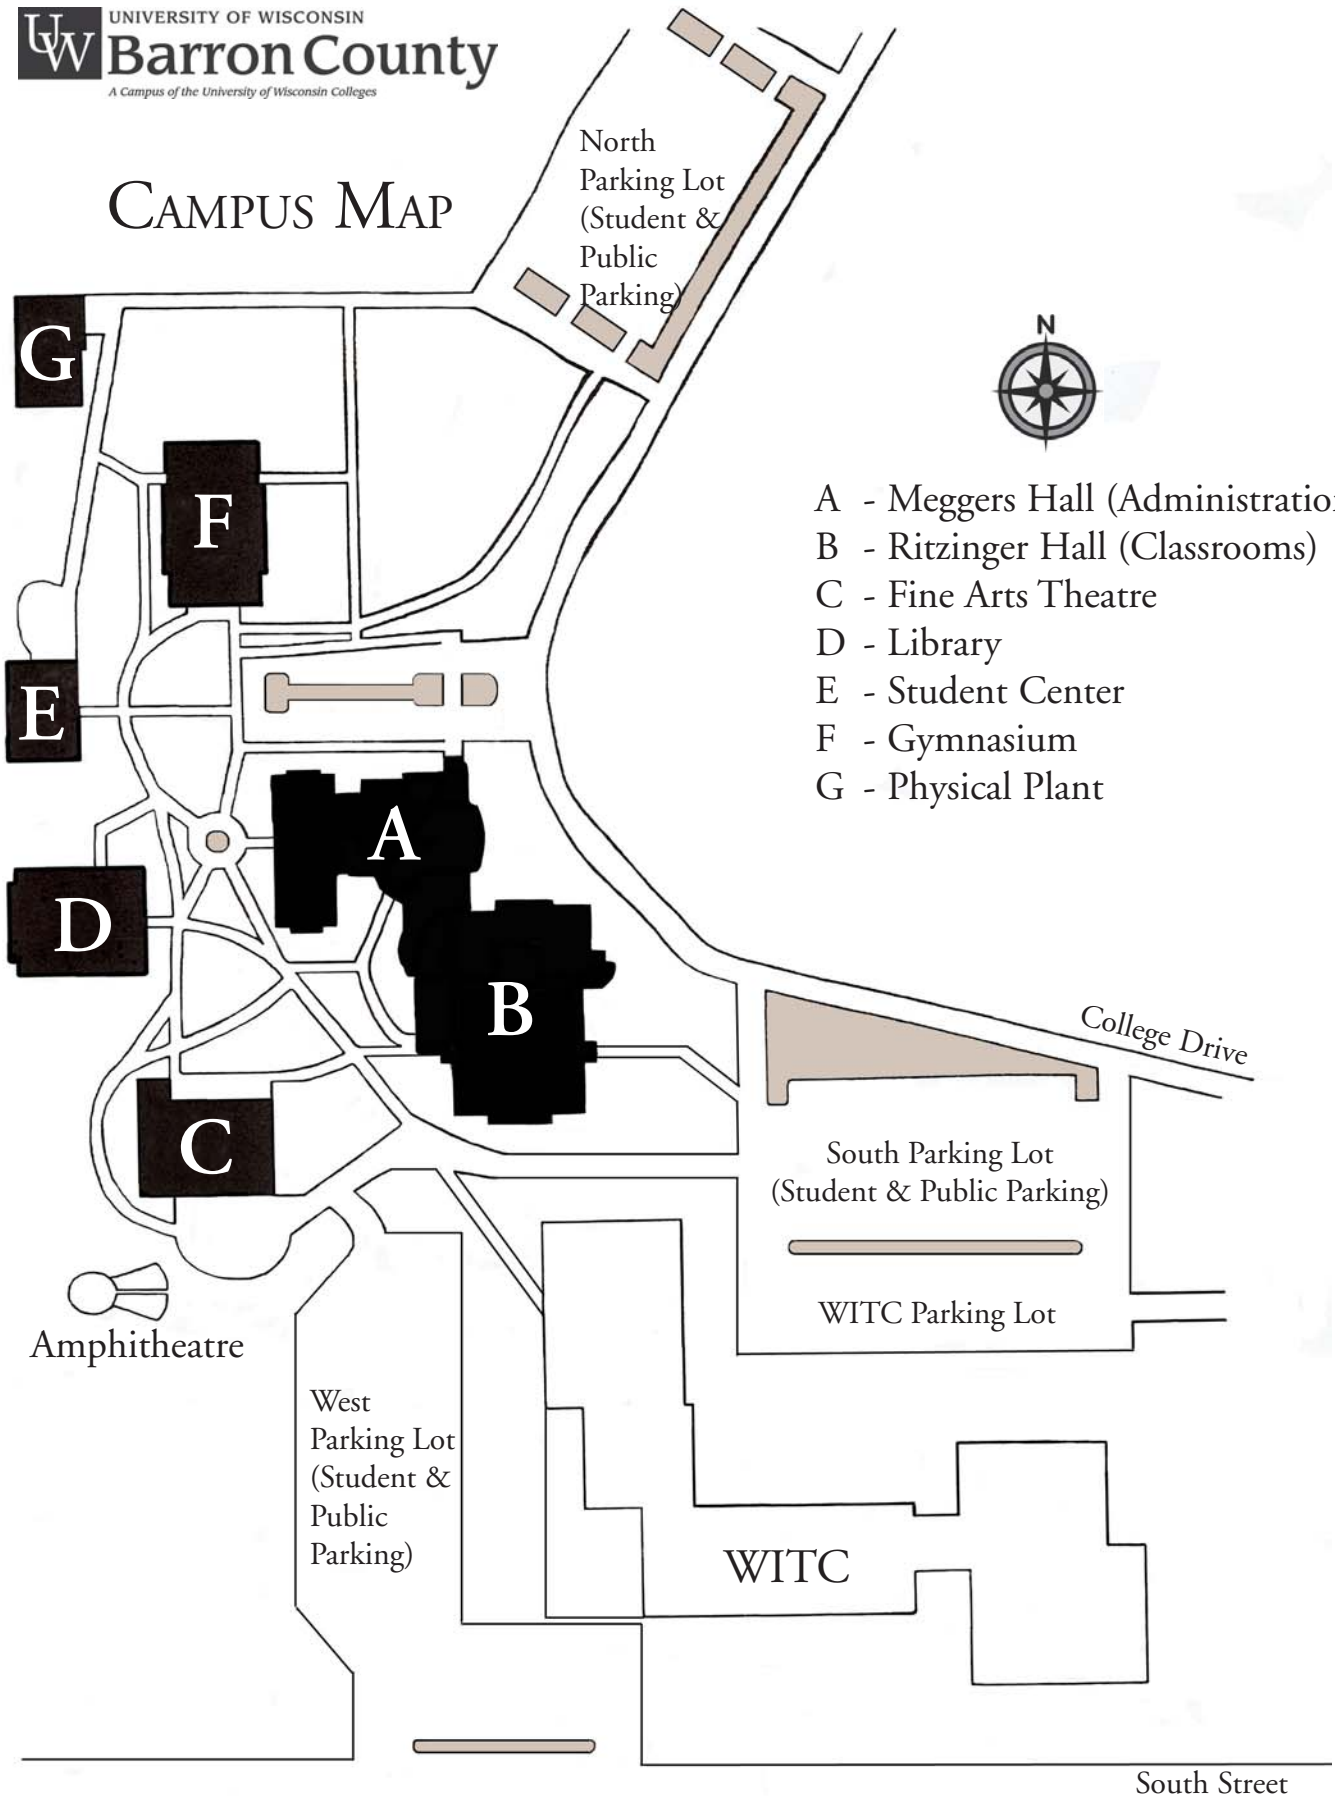 UW
UNIVERSITY OF WISCONSIN
Barron County
A Campus of the University of Wisconsin Colleges
CAMPUS MAP
North
Parking Lot
(Student &
Public
Parking)
N
G
F
E
A
D
B
C
A - Meggers Hall (Administration
B - Ritzinger Hall (Classrooms)
C - Fine Arts Theatre
D - Library
E - Student Center
F - Gymnasium
G - Physical Plant
College Drive
South Parking Lot
(Student & Public Parking)
WITC Parking Lot
Amphitheatre
West
Parking Lot
(Student &
Public
Parking)
WITC
South Street